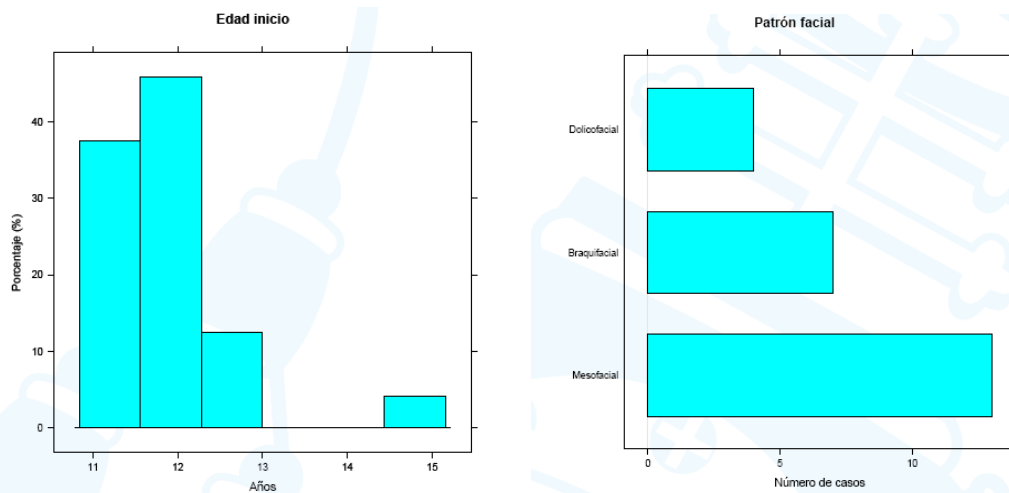 Edad inicio
Porcentaje (%)
40
30
20
10
0
11 12 13 14 15
Años
Patrón facial
Dolicofacial
Braquifacial
Mesofacial
0 5 10
Número de casos